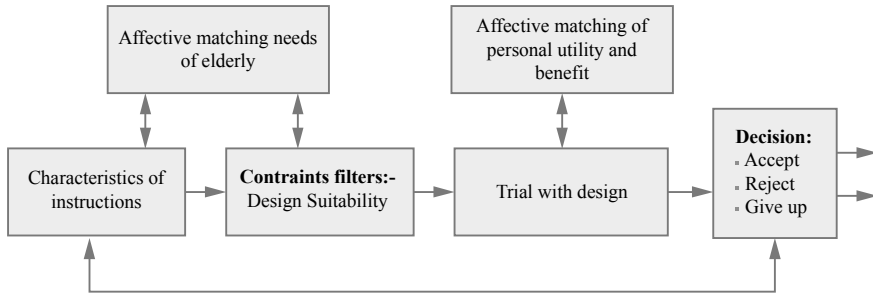 Affective matching needs
of elderly
Affective matching of
personal utility and
benefit
Characteristics of
instructions
Contraints filters:-
Design Suitability
Trial with design
Decision:
Accept
Reject
Give up